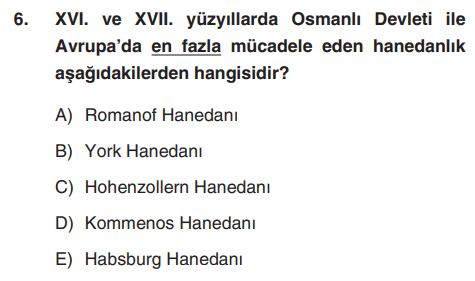 6. XVI. ve XVII. yüzyıllarda Osmanlı Devleti ile
Avrupa’da en fazla mücadele eden hanedanlık
aşağıdakilerden hangisidir?
A) Romanof Hanedanı
B) York Hanedanı
C) Hohenzollern Hanedanı
D) Kommenos Hanedanı
E) Habsburg Hanedanı